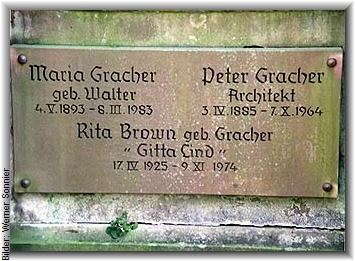 Maria Gracher
geb. Walter
4. V. 1893 – 8. III. 1983
Peter Gracher
Architekt
3. IV. 1885 – 7. X. 1964
Rita Brown geb. Gracher
" Gitta Lind "
17. IV 1925 – 9. XI 1974
Bilder: Werner Sonnier